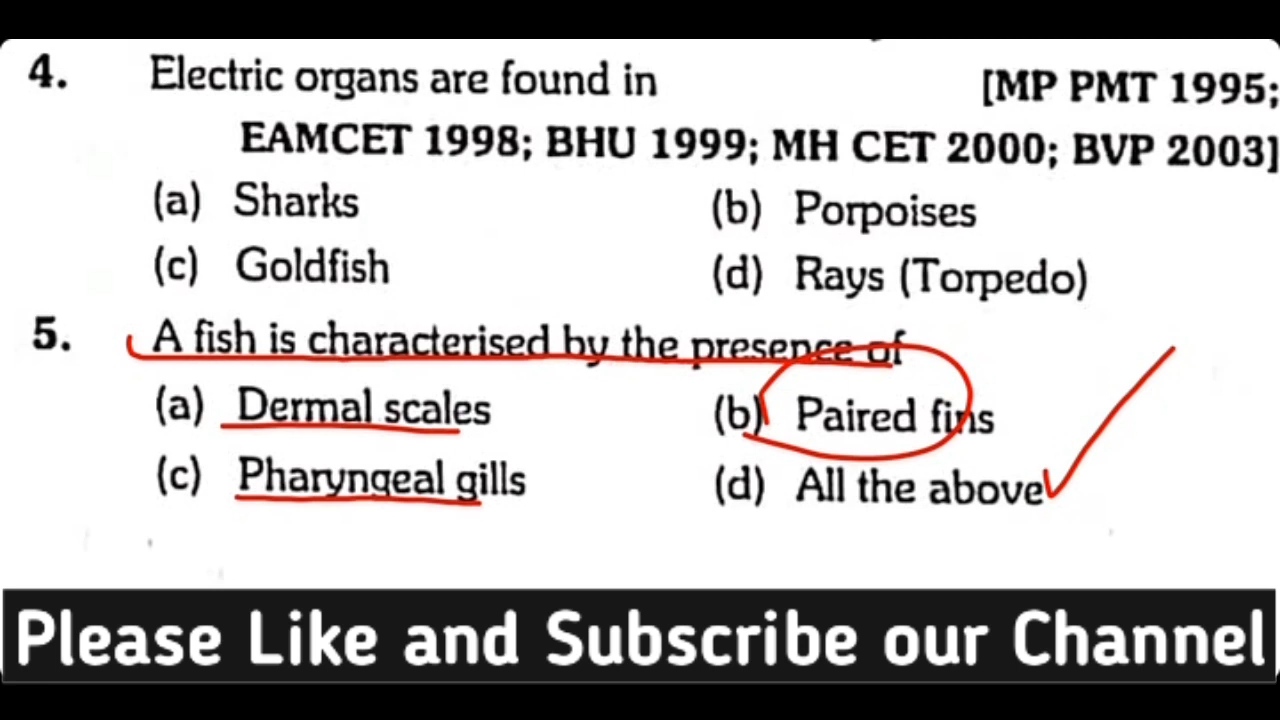 4. Electric organs are found in [MP PMT 1995;
EAMCET 1998; BHU 1999; MH CET 2000; BVP 2003]
(a) Sharks (b) Porpoises
(c) Goldfish (d) Rays (Torpedo)
5. A fish is characterised by the presence of
(a) Dermal scales (b) Paired fins
(c) Pharyngeal gills (d) All the above
Please Like and Subscribe our Channel